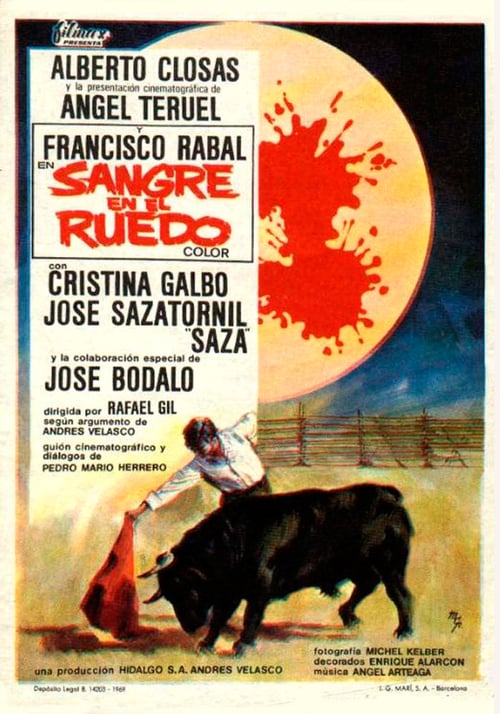 filmax
PRESENTA
ALBERTO CLOSAS
y la presentación cinematográfica de
ANGEL TERUEL
Y
FRANCISCO RABAL
EN
SANGRE
EN EL
RUEDO
COLOR
con
CRISTINA GALBO
JOSE SAZATORNIL
"SAZA"
y la colaboración especial de
JOSE BODALO
dirigida por RAFAEL GIL
según argumento de
ANDRES VELASCO
guión cinematográfico y
diálogos de
PEDRO MARIO HERRERO
fotografía MICHEL KELBER
decorados ENRIQUE ALARCON
música ANGEL ARTEAGA
una producción HIDALGO S.A. ANDRES VELASCO
Depósito Legal B. 14203 - 1969
I. G. MARÍ, S. A. - Barcelona